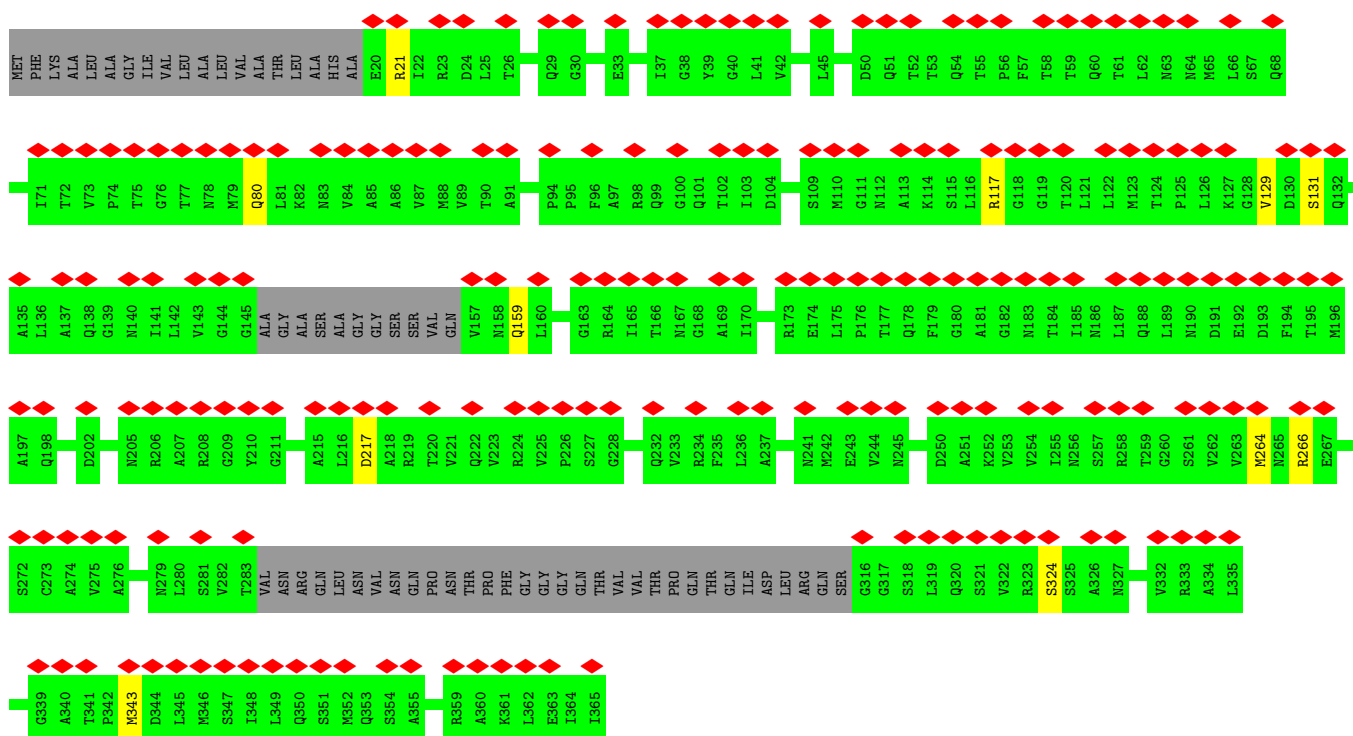 MET PHE LYS ALA LEU ALA GLY ILE VAL LEU ALA LEU VAL ALA THR LEU ALA HIS ALA E20 R21 I22 R23 D24 L25 T26 Q29 G30 E33 I37 G38 Y39 G40 L41 V42 L45 D50 Q51 T52 T53 Q54 T55 P56 F57 T58 T59 Q60 T61 L62 N63 N64 M65 L66 S67 Q68
I71 T72 V73 P74 T75 G76 T77 N78 M79 Q80 L81 K82 N83 V84 A85 A86 V87 M88 V89 T90 A91 P94 P95 F96 A97 R98 Q99 G100 Q101 T102 I103 D104 S109 M110 G111 N112 A113 K114 S115 L116 R117 G118 G119 T120 L121 L122 M123 T124 P125 L126 K127 G128 V129 D130 S131 Q132
A135 L136 A137 Q138 G139 N140 I141 L142 V143 G144 G145 ALA GLY ALA SER ALA GLY GLY SER SER VAL GLN V157 N158 Q159 L160 G163 R164 I165 T166 N167 G168 A169 I170 R173 E174 L175 P176 T177 Q178 F179 G180 A181 G182 N183 T184 I185 N186 L187 Q188 L189 N190 D191 E192 D193 F194 T195 M196
A197 Q198 D202 N205 R206 A207 R208 G209 Y210 G211 A215 L216 D217 A218 R219 T220 V221 Q222 V223 R224 V225 P226 S227 G228 Q232 V233 R234 F235 L236 A237 N241 M242 E243 V244 N245 D250 A251 K252 V253 V254 I255 N256 S257 R258 T259 G260 S261 V262 V263 M264 N265 R266 E267
S272 C273 A274 V275 A276 N279 L280 S281 V282 T283 VAL ASN ARG GLN LEU ASN VAL ASN GLN PRO ASN THR PRO PHE GLY GLY GLY GLN THR VAL VAL THR PRO GLN THR GLN ILE ASP LEU ARG GLN SER G316 G317 S318 L319 Q320 S321 V322 R323 S324 S325 A326 N327 V332 R333 A334 L335
G339 A340 T341 P342 M343 D344 L345 M346 S347 I348 L349 Q350 S351 M352 Q353 S354 A355 R359 A360 K361 L362 E363 I364 I365